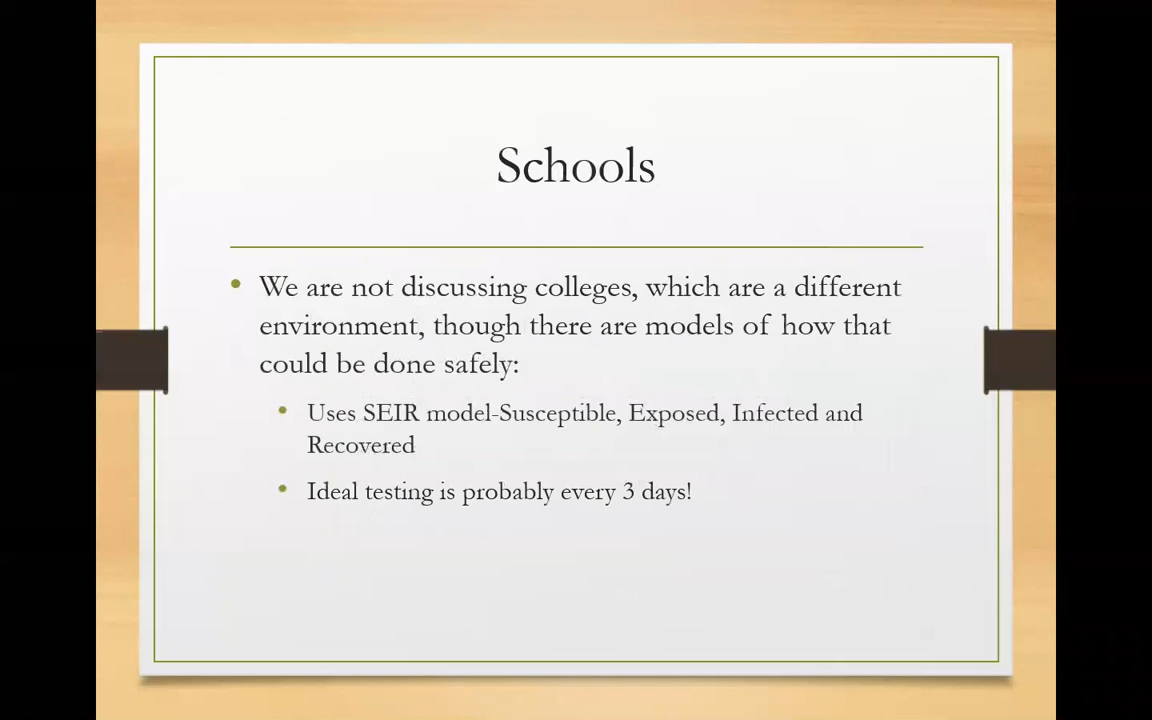 Schools
• We are not discussing colleges, which are a different
environment, though there are models of how that
could be done safely:
• Uses SEIR model-Susceptible, Exposed, Infected and
Recovered
• Ideal testing is probably every 3 days!